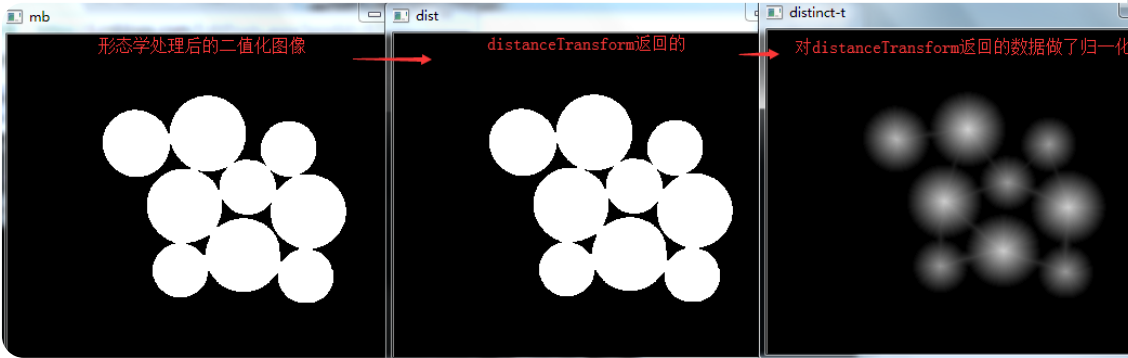 mb
dist
distinct-t
形态学处理后的二值化图像
distanceTransform返回的
对distanceTransform返回的数据做了归一化